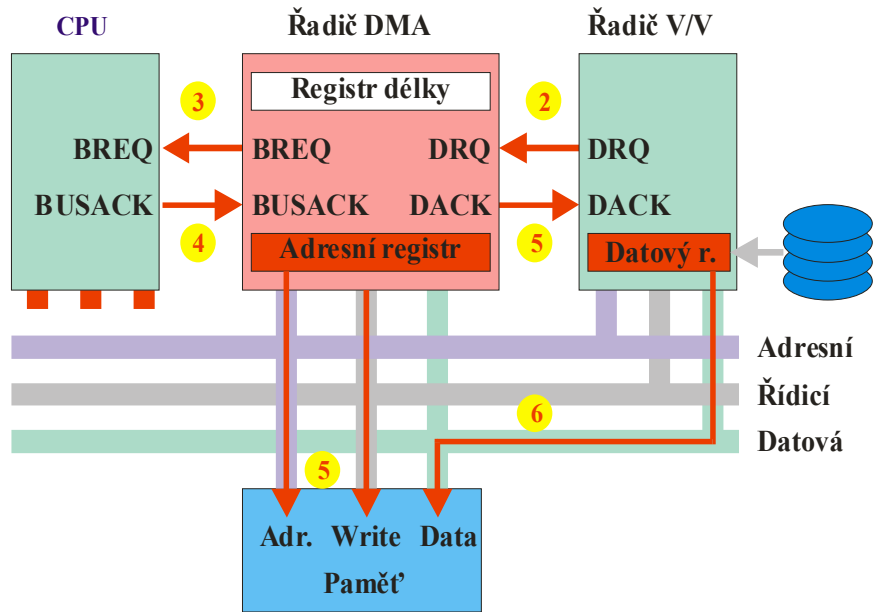 CPU
Řadič DMA
Řadič V/V
Registr délky
3
2
BREQ
BREQ
DRQ
DRQ
BUSACK
BUSACK
DACK
DACK
4
Adresní registr
5
Datový r.
Adresní
Řídicí
6
Datová
5
Adr.
Write
Data
Paměť